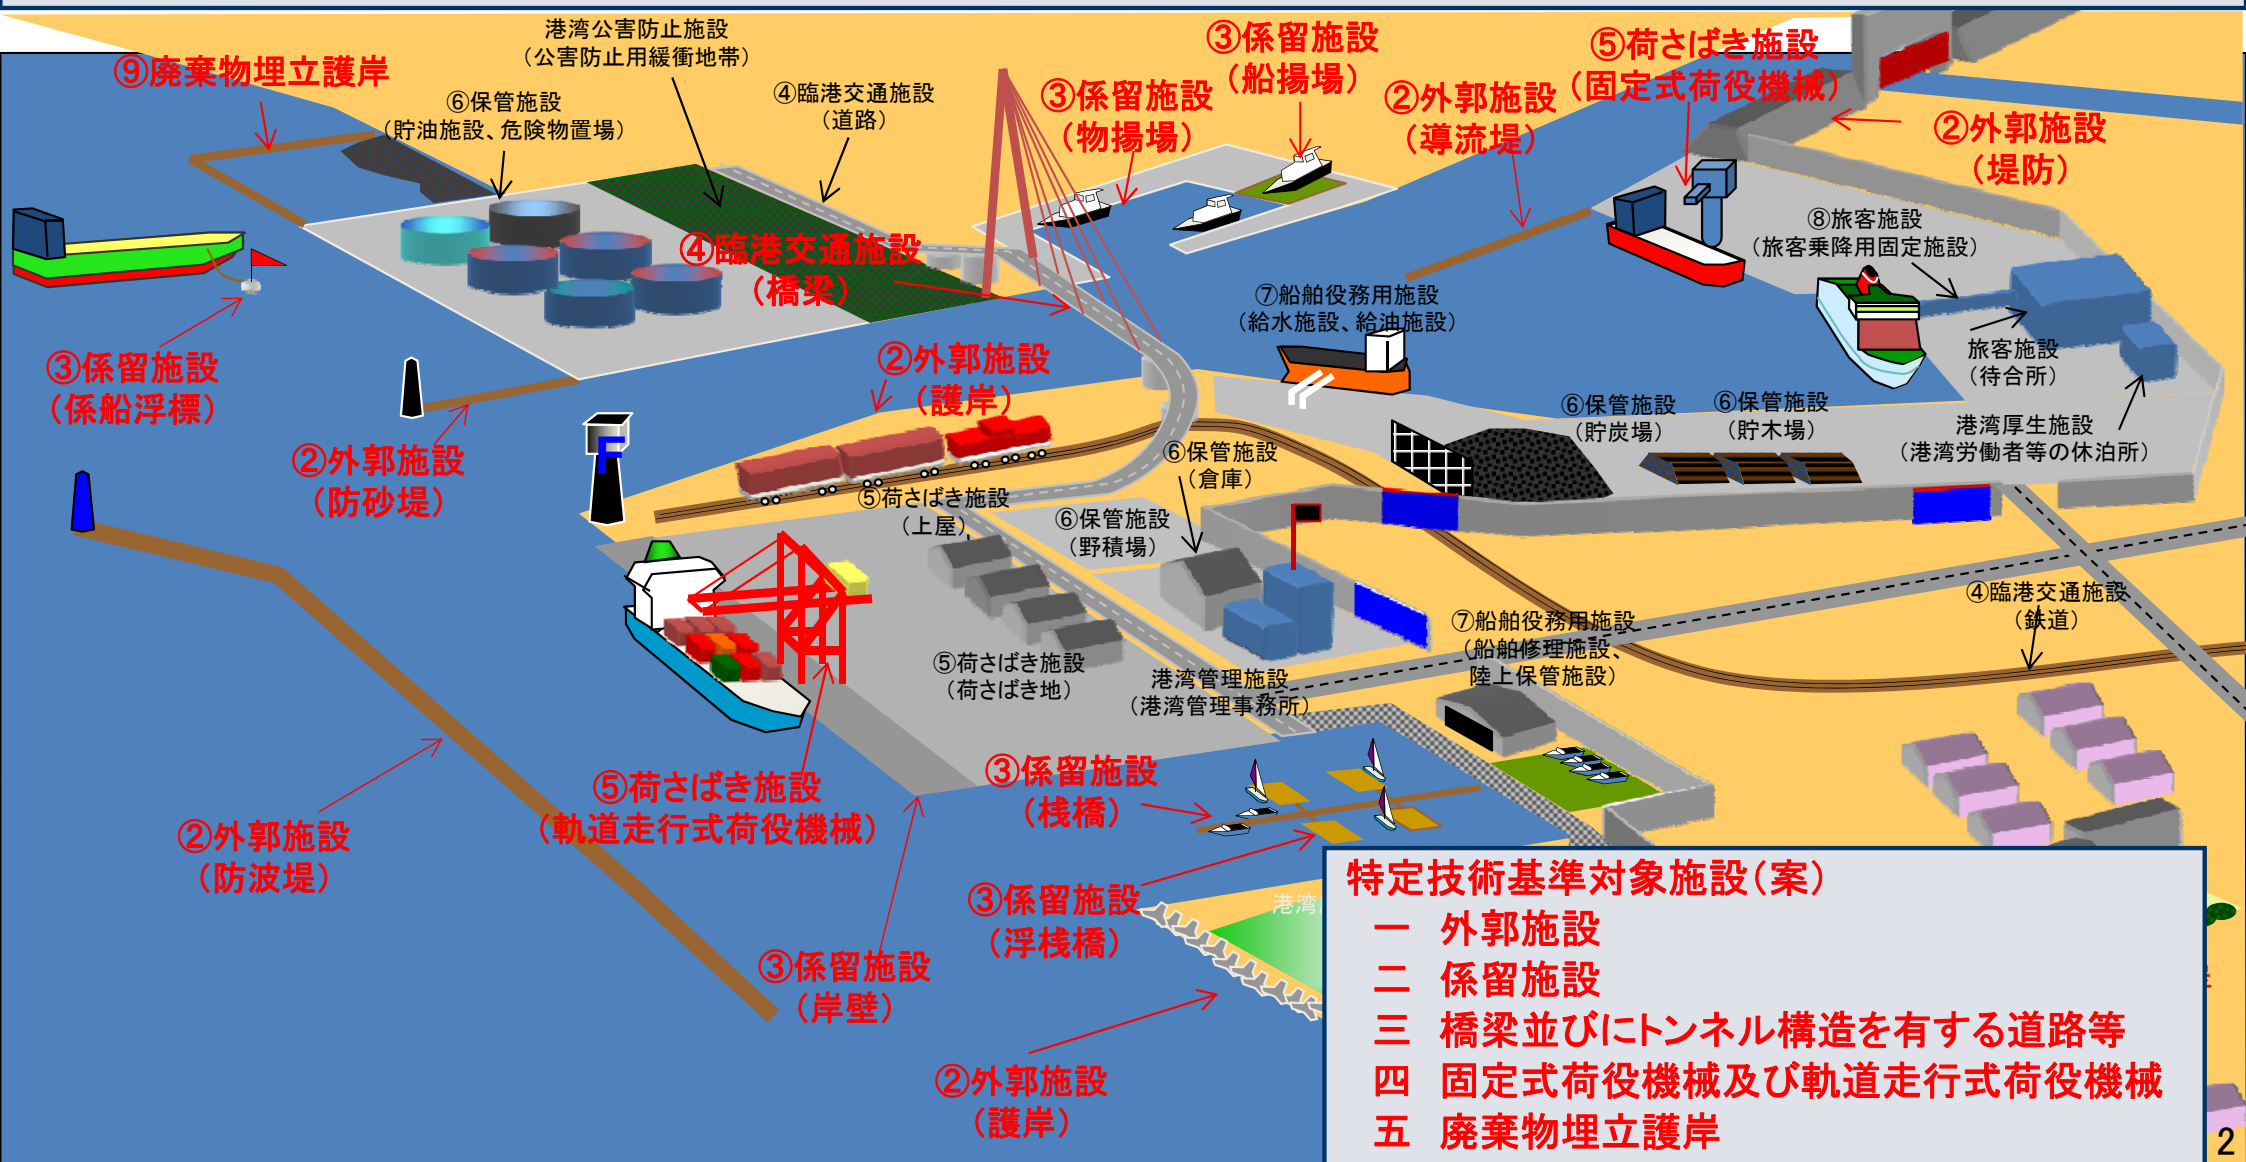 港湾公害防止施設
（公害防止用緩衝地帯）
③係留施設
（船揚場）
⑤荷さばき施設
（固定式荷役機械）
⑨廃棄物埋立護岸
⑥保管施設
（貯油施設、危険物置場）
④臨港交通施設
（道路）
③係留施設
（物揚場）
②外郭施設
（導流堤）
②外郭施設
（堤防）
④臨港交通施設
（橋梁）
⑧旅客施設
（旅客乗降用固定施設）
⑦船舶役務用施設
（給水施設、給油施設）
旅客施設
（待合所）
③係留施設
（係船浮標）
②外郭施設
（護岸）
⑥保管施設
（貯炭場）
⑥保管施設
（貯木場）
港湾厚生施設
（港湾労働者等の休泊所）
②外郭施設
（防砂堤）
F
⑥保管施設
（倉庫）
⑤荷さばき施設
（上屋）
⑥保管施設
（野積場）
④臨港交通施設
（鉄道）
⑦船舶役務用施設
（船舶修理施設、
陸上保管施設）
⑤荷さばき施設
（荷さばき地）
港湾管理施設
（港湾管理事務所）
⑤荷さばき施設
（軌道走行式荷役機械）
③係留施設
（桟橋）
②外郭施設
（防波堤）
③係留施設
（浮桟橋）
港湾
③係留施設
（岸壁）
②外郭施設
（護岸）
特定技術基準対象施設（案）
一　外郭施設
二　係留施設
三　橋梁並びにトンネル構造を有する道路等
四　固定式荷役機械及び軌道走行式荷役機械
五　廃棄物埋立護岸
2